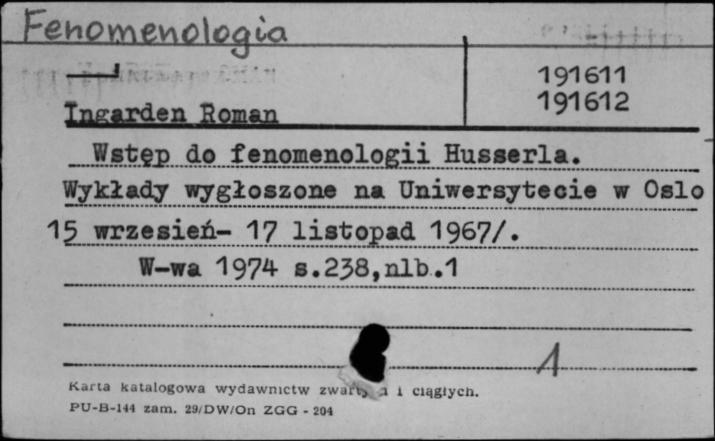 Fenomenologia
191611
191612
Ingarden Roman
Wstęp do fenomenologii Husserla.
Wykłady wygłoszone na Uniwersytecie w Oslo
15 wrzesień- 17 listopad 1967/.
W-wa 1974 s.238,nlb.1
1
Karta katalogowa wydawnictw i ciągłych.
PU-B-144 zam. 29/DW/On ZGG - 204